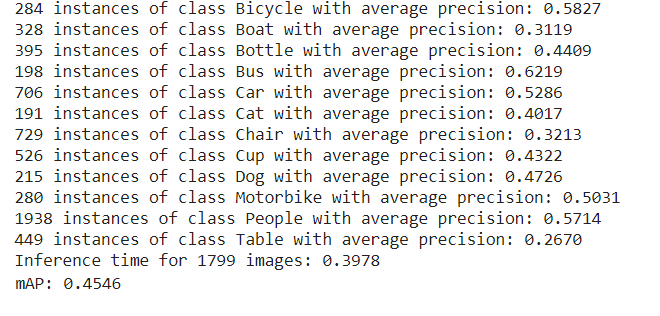 284 instances of class Bicycle with average precision: 0.5827
328 instances of class Boat with average precision: 0.3119
395 instances of class Bottle with average precision: 0.4409
198 instances of class Bus with average precision: 0.6219
706 instances of class Car with average precision: 0.5286
191 instances of class Cat with average precision: 0.4017
729 instances of class Chair with average precision: 0.3213
526 instances of class Cup with average precision: 0.4322
215 instances of class Dog with average precision: 0.4726
280 instances of class Motorbike with average precision: 0.5031
1938 instances of class People with average precision: 0.5714
449 instances of class Table with average precision: 0.2670
Inference time for 1799 images: 0.3978
mAP: 0.4546